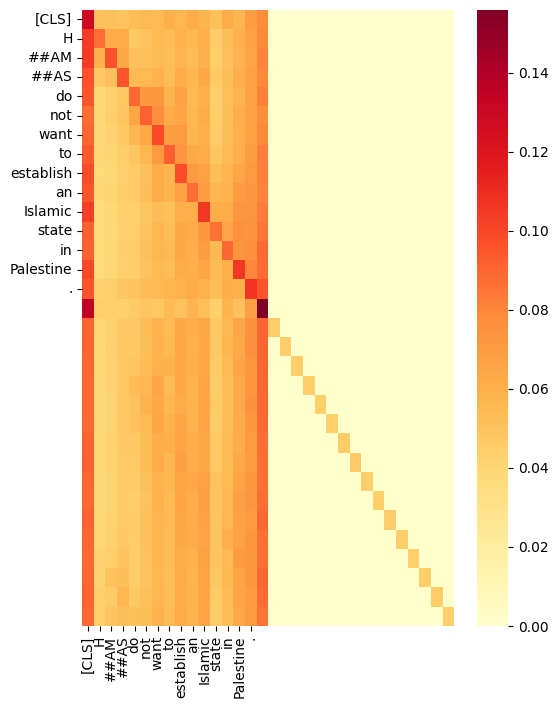 [CLS]
H
##AM
##AS
do
not
want
to
establish
an
Islamic
state
in
Palestine
.
[CLS]
H
##AM
##AS
do
not
want
to
establish
an
Islamic
state
in
Palestine
.
0.14
0.12
0.10
0.08
0.06
0.04
0.02
0.00